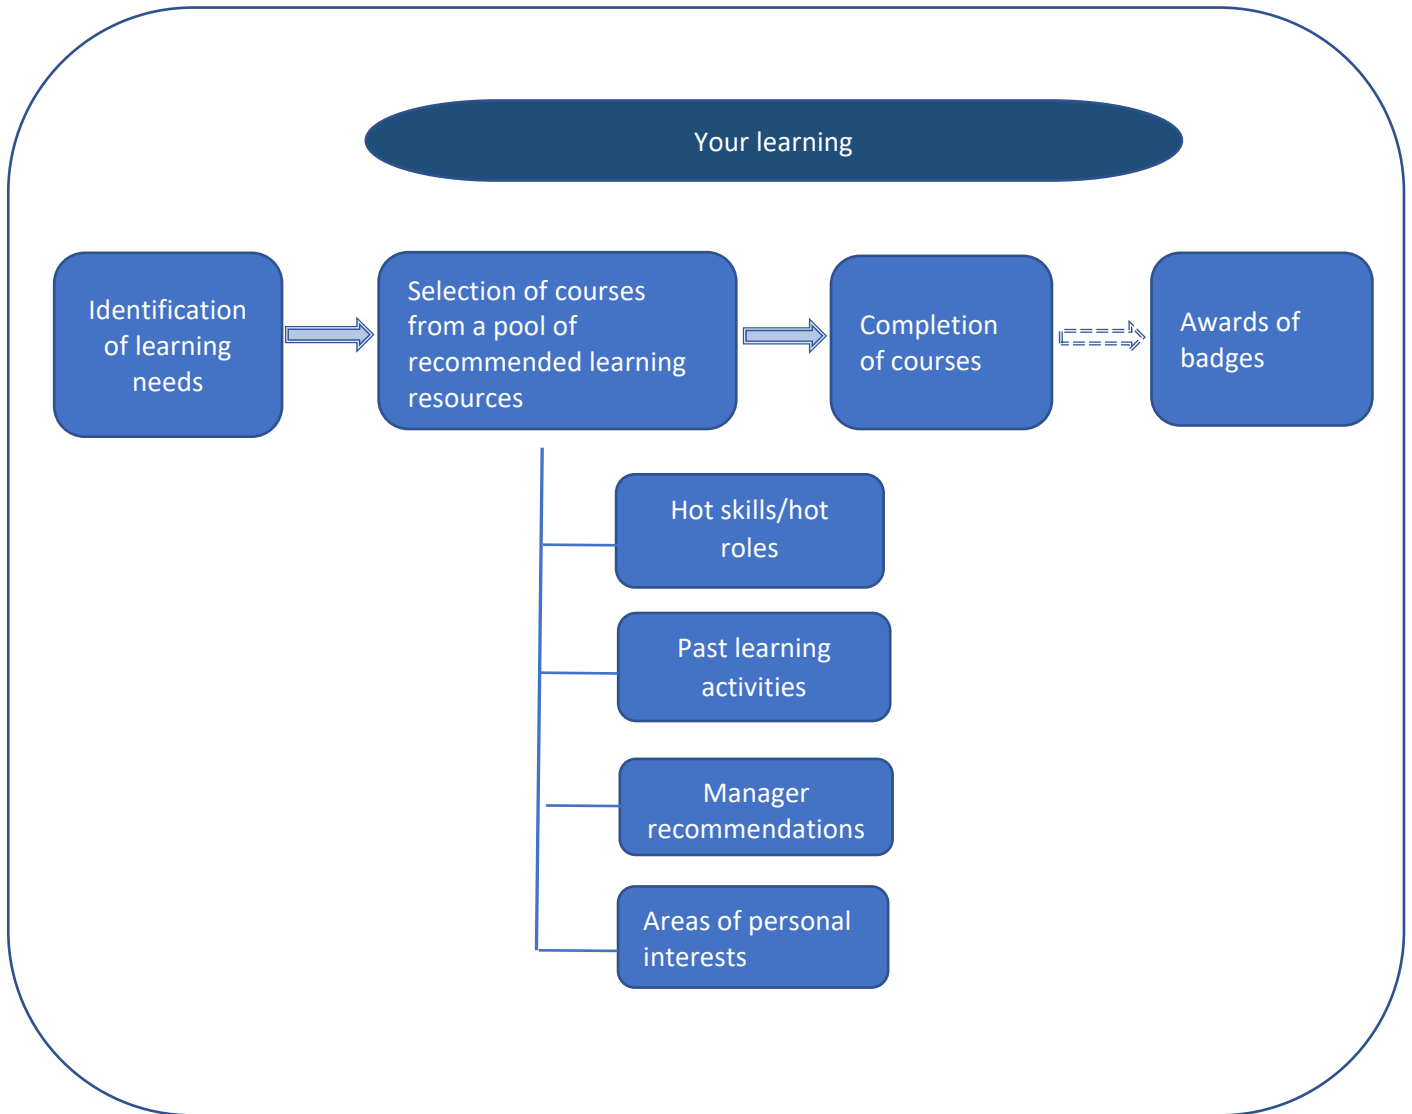 Your learning
Identification
of learning
needs
Selection of courses
from a pool of
recommended learning
resources
Completion
of courses
Awards of
badges
Hot skills/hot
roles
Past learning
activities
Manager
recommendations
Areas of personal
interests